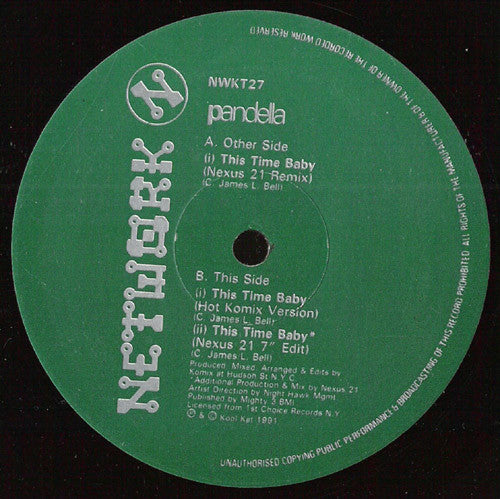 NETWORK
N
NWKT27
pandella
A. Other Side
(i) This Time Baby
(Nexus 21 Remix)
(C. James L. Bell)
B. This Side
(i) This Time Baby
(Hot Komix Version)
(C. James L. Bell)
(ii) This Time Baby*
(Nexus 21 7" Edit)
(C. James L. Bell)
Produced, Mixed, Arranged & Edits by
Komix at Hudson St N.Y.C.
*Additional Production & Mix by Nexus 21
Artist Direction by Night Hawk Mgmt
Published by Mighty 3 BMI
Licensed from 1st Choice Records N.Y.
℗ & © Kool Kat 1991
ALL RIGHTS OF THE MANUFACTURER & OF THE OWNER OF THE RECORDED WORK RESERVED
UNAUTHORISED COPYING PUBLIC PERFORMANCE & BROADCASTING OF THIS RECORD PROHIBITED.